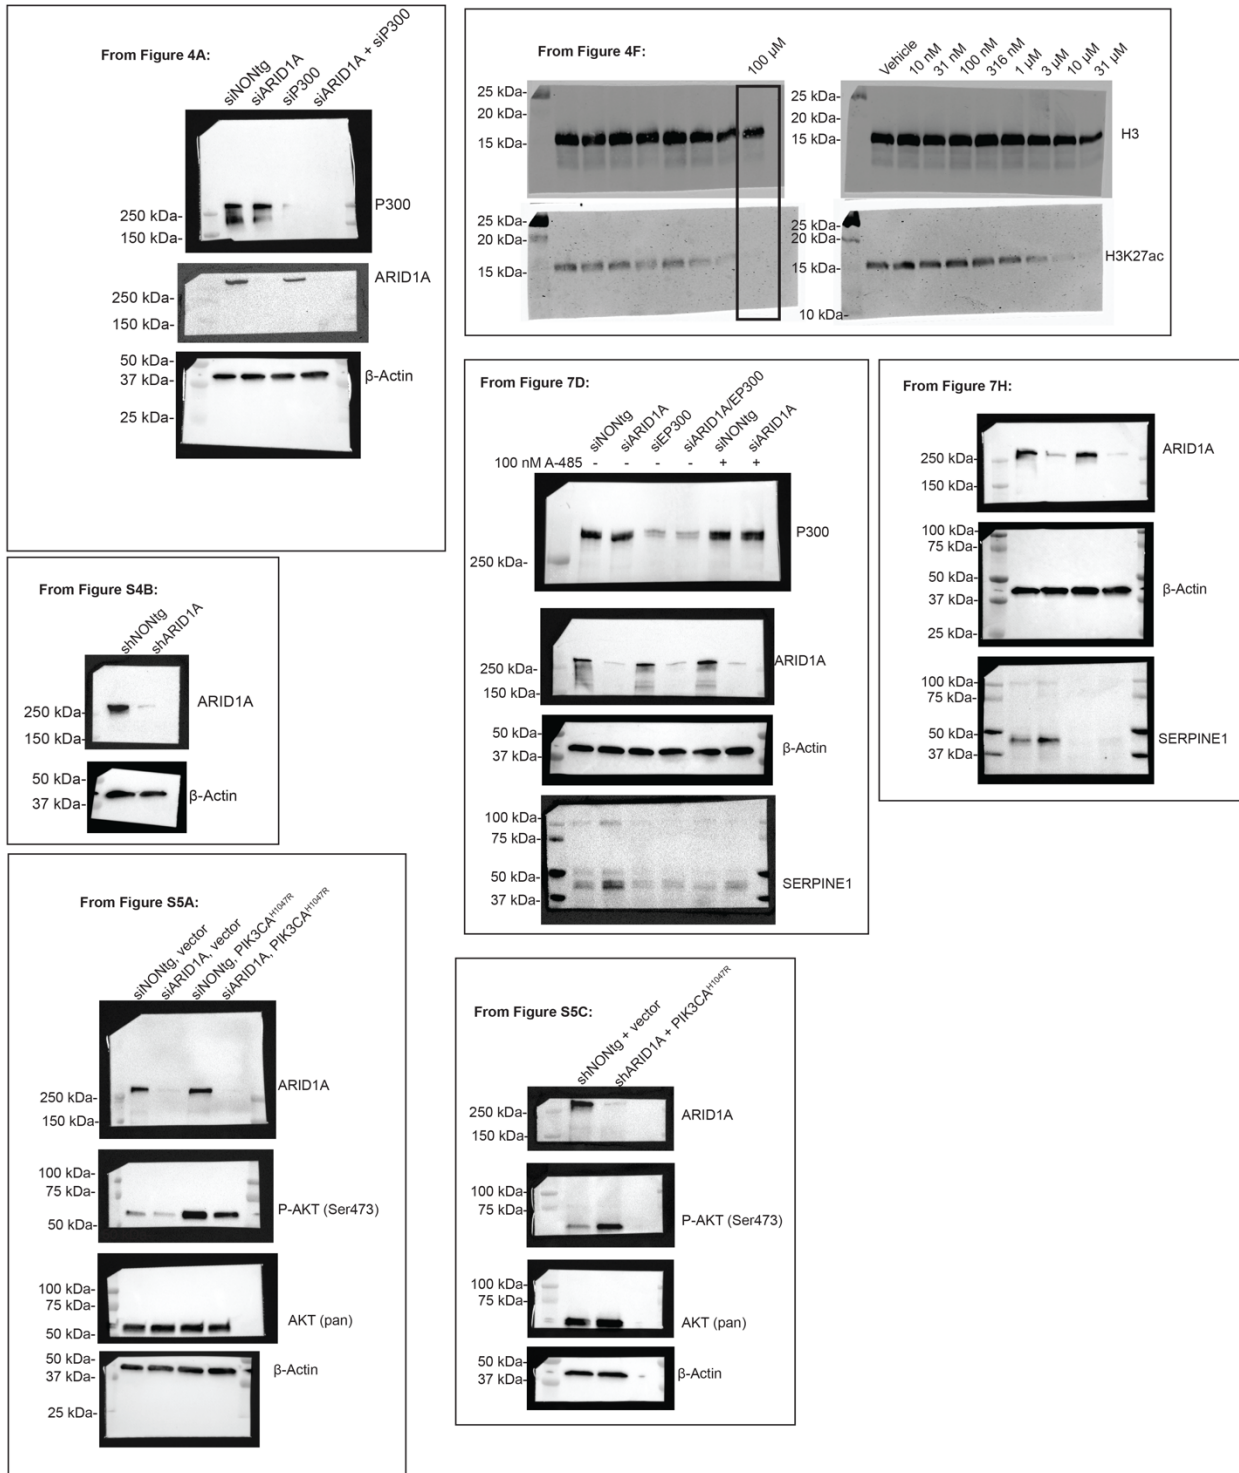 From Figure 4A:
siNONtg
siARID1A
siP300
siARID1A + siP300
P300
250 kDa-
150 kDa-
ARID1A
250 kDa-
150 kDa-
50 kDa-
37 kDa-
β-Actin
25 kDa-
From Figure 4F:
100 µM
Vehicle
10 nM
31 nM
100 nM
316 nM
1 µM
3 µM
10 µM
31 µM
25 kDa-
20 kDa-
15 kDa-
25 kDa-
20 kDa-
15 kDa-
H3
25 kDa-
20 kDa-
15 kDa-
25 kDa-
20 kDa-
15 kDa-
10 kDa-
H3K27ac
From Figure 7D:
siNONtg
siARID1A
siEP300
siARID1A/EP300
siNONtg
siARID1A
100 nM A-485 - - - - + +
P300
250 kDa-
ARID1A
250 kDa-
150 kDa-
50 kDa-
37 kDa-
β-Actin
100 kDa-
75 kDa-
50 kDa-
37 kDa-
SERPINE1
From Figure 7H:
ARID1A
250 kDa-
150 kDa-
100 kDa-
75 kDa-
50 kDa-
37 kDa-
25 kDa-
β-Actin
100 kDa-
75 kDa-
50 kDa-
37 kDa-
SERPINE1
From Figure S4B:
shNONtg
shARID1A
ARID1A
250 kDa-
150 kDa-
50 kDa-
37 kDa-
β-Actin
From Figure S5A:
siNONtg, vector
siARID1A, vector
siNONtg, PIK3CAᴴ¹⁰⁴⁷ᴿ
siARID1A, PIK3CAᴴ¹⁰⁴⁷ᴿ
ARID1A
250 kDa-
150 kDa-
100 kDa-
75 kDa-
50 kDa-
P-AKT (Ser473)
100 kDa-
75 kDa-
50 kDa-
AKT (pan)
50 kDa-
37 kDa-
25 kDa-
β-Actin
From Figure S5C:
shNONtg + vector
shARID1A + PIK3CAᴴ¹⁰⁴⁷ᴿ
250 kDa-
150 kDa-
ARID1A
100 kDa-
75 kDa-
P-AKT (Ser473)
100 kDa-
75 kDa-
AKT (pan)
50 kDa-
37 kDa-
β-Actin